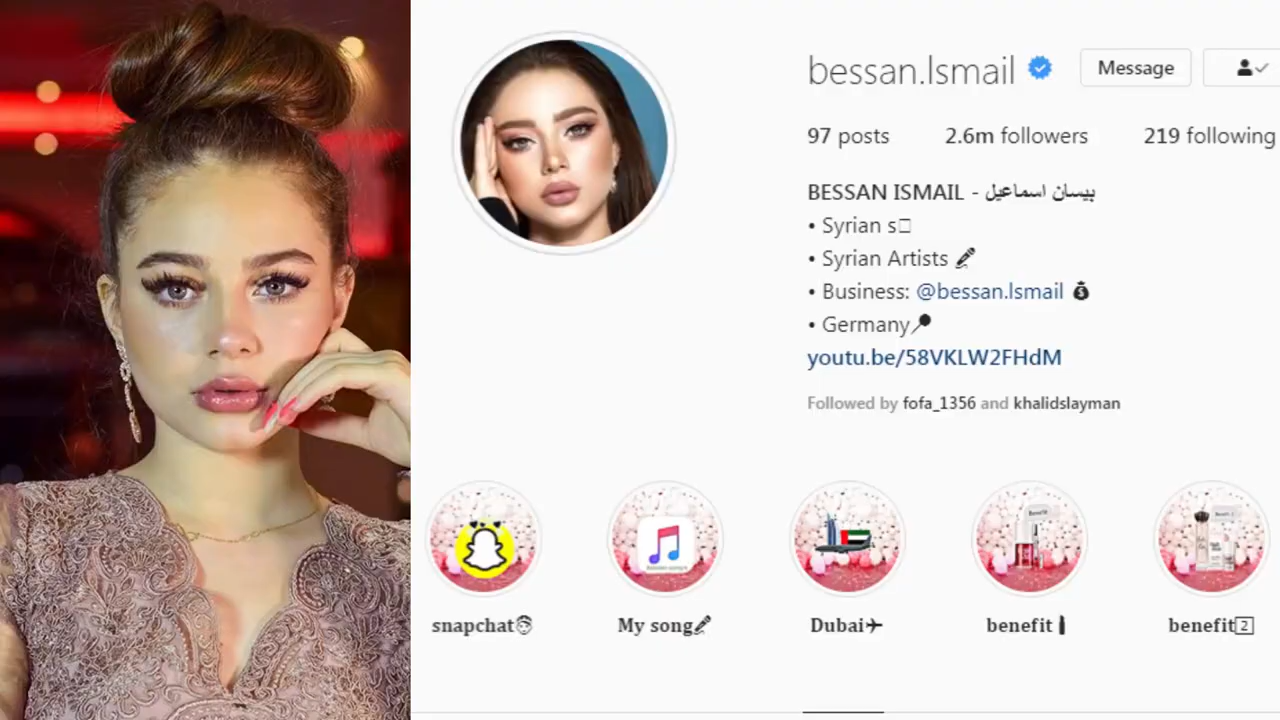 bessan.lsmail
Message
97 posts 2.6m followers 219 following
BESSAN ISMAIL - بيسان اسماعيل
• Syrian s
• Syrian Artists
• Business: @bessan.lsmail
• Germany
youtu.be/58VKLW2FHdM
Followed by fofa_1356 and khalidslayman
snapchat My song Dubai benefit benefit2